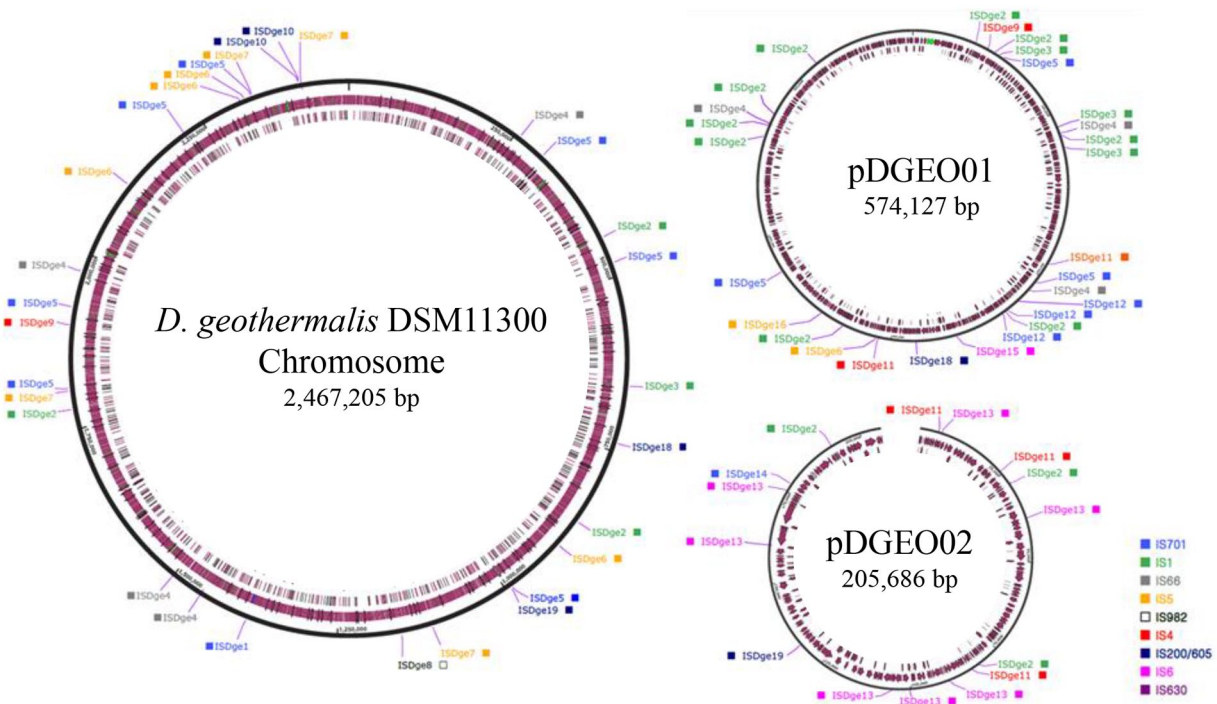 ISDge10
ISDge10
ISDge7
ISDge7
ISDge5
ISDge6
ISDge6
ISDge5
ISDge6
ISDge4
ISDge5
ISDge9
ISDge5
ISDge7
ISDge2
ISDge4
ISDge4
ISDge1
ISDge8
ISDge7
ISDge5
ISDge19
ISDge6
ISDge2
ISDge18
ISDge3
ISDge5
ISDge2
ISDge5
ISDge4
1,250,000
D. geothermalis DSM11300
Chromosome
2,467,205 bp
ISDge2
ISDge9
ISDge2
ISDge3
ISDge5
ISDge3
ISDge4
ISDge2
ISDge3
ISDge11
ISDge5
ISDge4
ISDge12
ISDge12
ISDge2
ISDge12
ISDge15
ISDge18
ISDge11
ISDge6
ISDge2
ISDge16
ISDge5
ISDge2
ISDge2
ISDge4
ISDge2
ISDge2
pDGEO01
574,127 bp
ISDge11
ISDge13
ISDge11
ISDge2
ISDge13
ISDge2
ISDge11
ISDge13
ISDge13
ISDge13
ISDge19
ISDge13
ISDge13
ISDge14
ISDge2
pDGEO02
205,686 bp
IS701
IS1
IS66
IS5
IS982
IS4
IS200/605
IS6
IS630